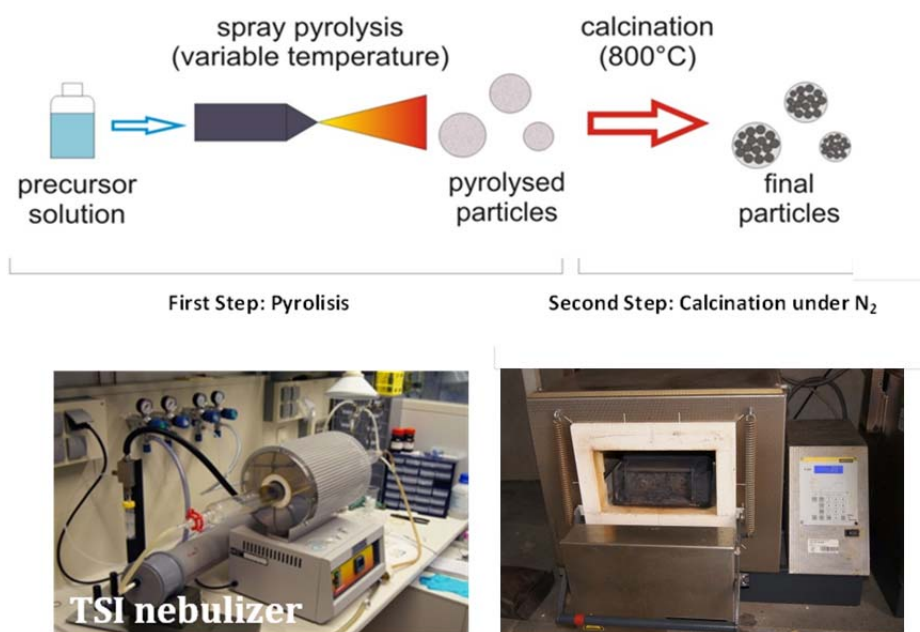 spray pyrolysis
(variable temperature)
calcination
(800°C)
precursor
solution
pyrolysed
particles
final
particles
First Step: Pyrolisis
Second Step: Calcination under N₂
TSI nebulizer